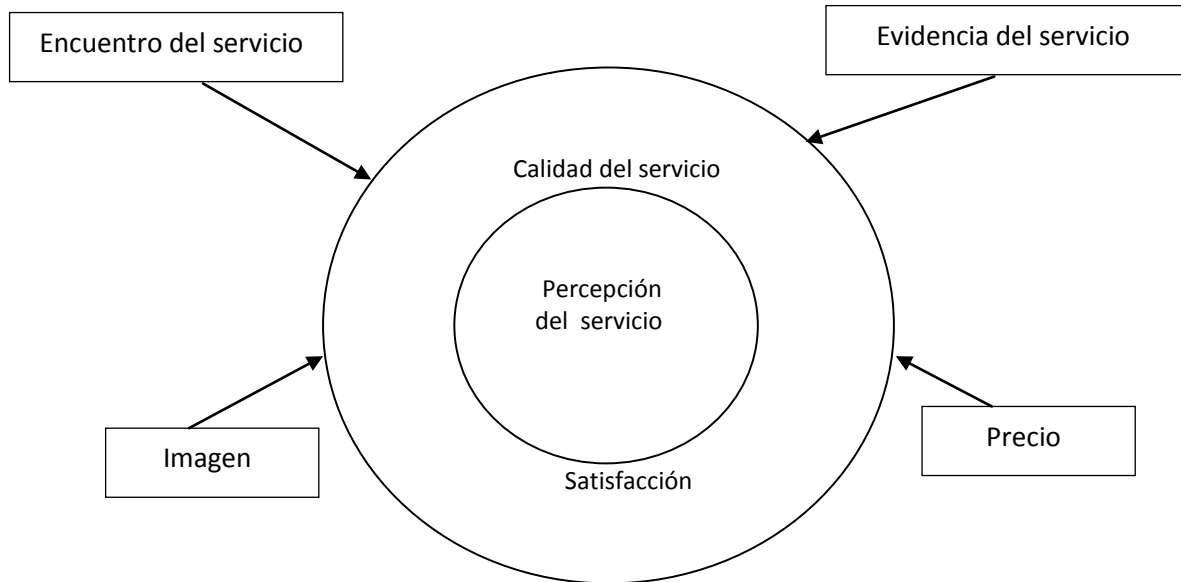 Encuentro del servicio
Evidencia del servicio
Calidad del servicio
Percepción
del servicio
Imagen
Precio
Satisfacción